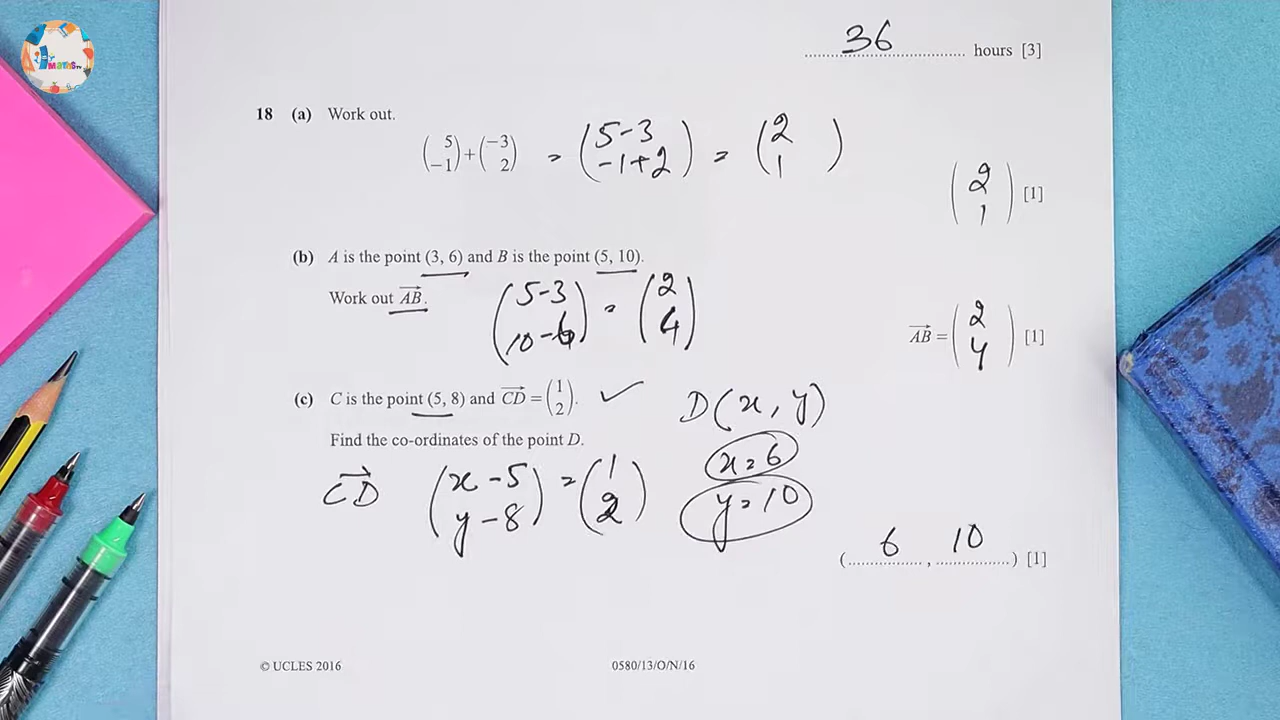 36
hours [3]
18 (a) Work out.
(5 -1) + (-3 2) = (5-3 -1+2) = (2 1)
(2 1) [1]
(b) A is the point (3, 6) and B is the point (5, 10).
Work out AB. (5-3 10-6) = (2 4)
AB = (2 4) [1]
(c) C is the point (5, 8) and CD = (1 2). ✓ D(x, y)
Find the co-ordinates of the point D.
x = 6
CD (x-5 y-8) = (1 2)
y = 10
(6, 10) [1]
© UCLES 2016
0580/13/O/N/16
MATHS